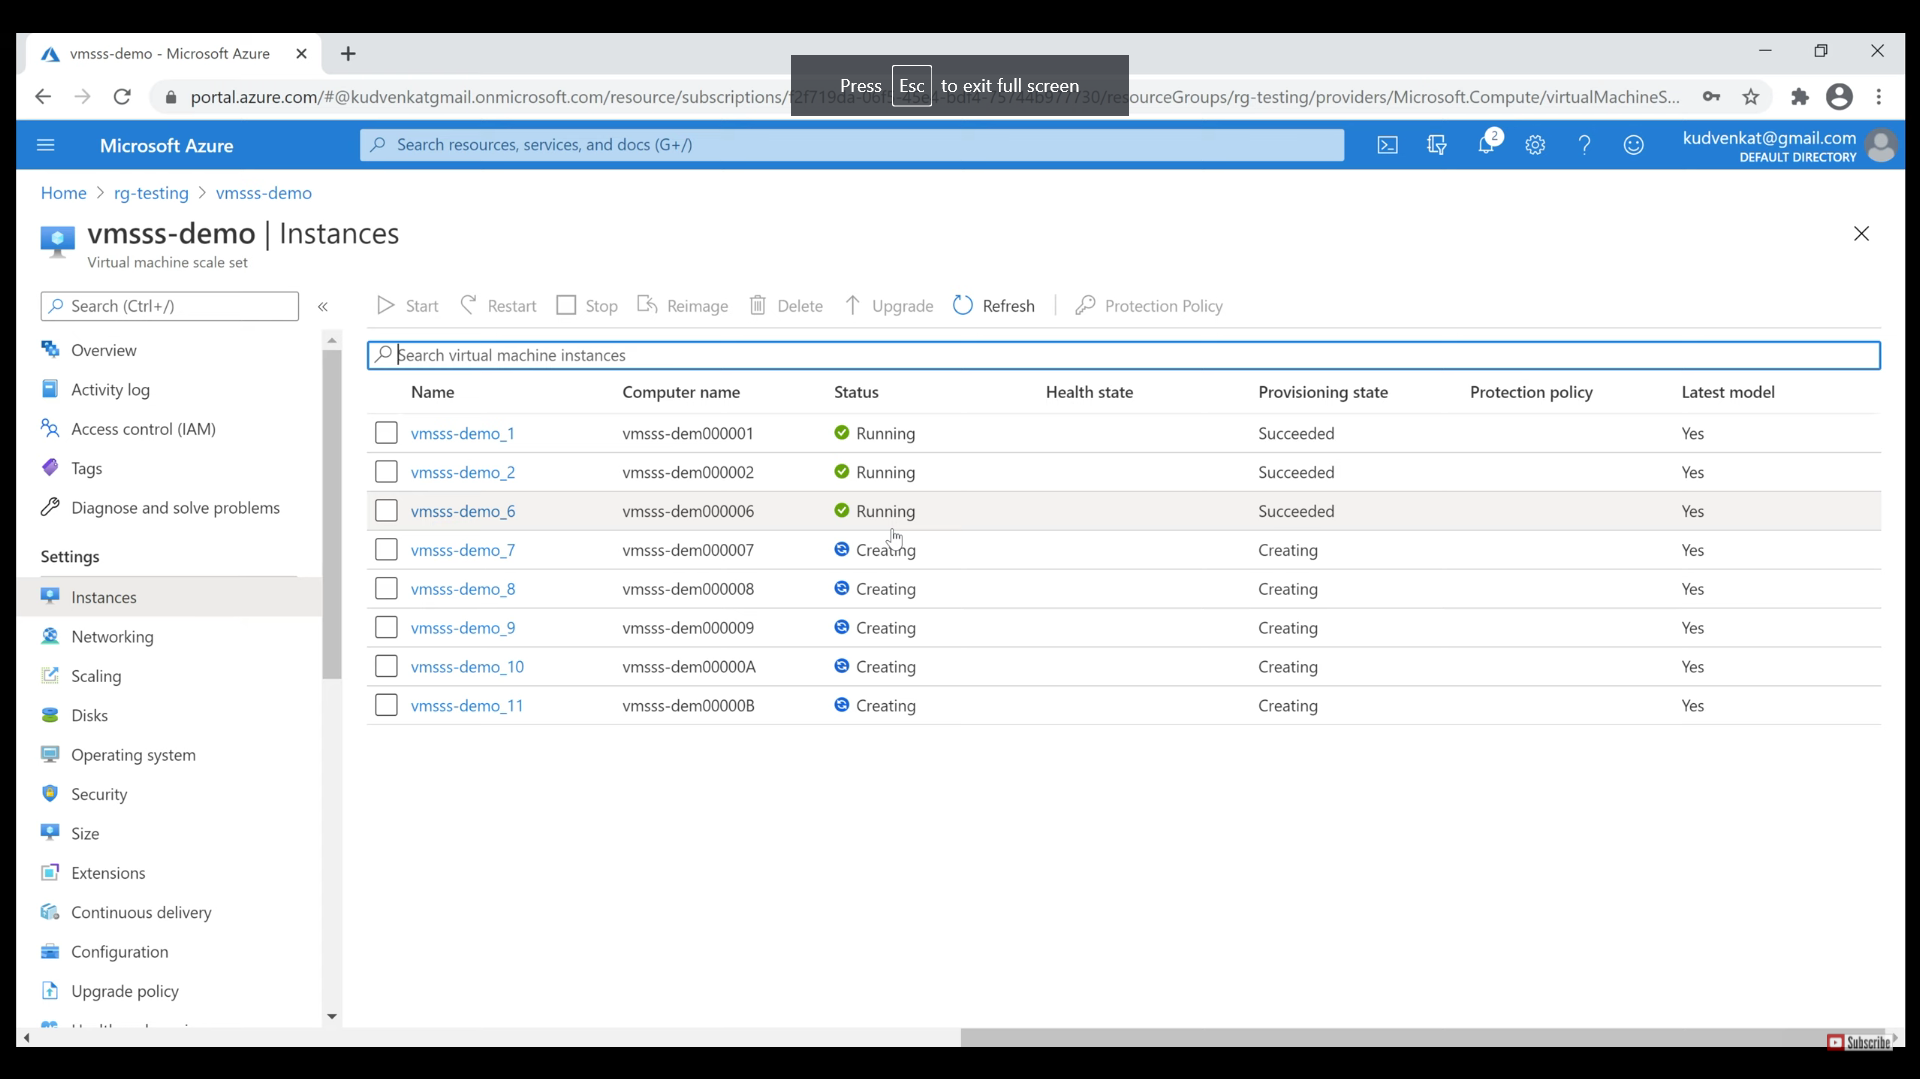 vmsss-demo - Microsoft Azure
Press Esc to exit full screen
portal.azure.com/#@kudvenkatgmail.onmicrosoft.com/resource/subscriptions/f2f719da-06f5-45e4-bdf4-75744b977730/resourceGroups/rg-testing/providers/Microsoft.Compute/virtualMachineS...
Microsoft Azure
Search resources, services, and docs (G+/)
2
kudvenkat@gmail.com
DEFAULT DIRECTORY
Home > rg-testing > vmsss-demo
vmsss-demo | Instances
Virtual machine scale set
Search (Ctrl+/)
«
Start Restart Stop Reimage Delete Upgrade Refresh Protection Policy
Overview
Activity log
Access control (IAM)
Tags
Diagnose and solve problems
Settings
Instances
Networking
Scaling
Disks
Operating system
Security
Size
Extensions
Continuous delivery
Configuration
Upgrade policy
Search virtual machine instances
Name Computer name Status Health state Provisioning state Protection policy Latest model
vmsss-demo_1 vmsss-dem000001 Running Succeeded Yes
vmsss-demo_2 vmsss-dem000002 Running Succeeded Yes
vmsss-demo_6 vmsss-dem000006 Running Succeeded Yes
vmsss-demo_7 vmsss-dem000007 Creating Creating Yes
vmsss-demo_8 vmsss-dem000008 Creating Creating Yes
vmsss-demo_9 vmsss-dem000009 Creating Creating Yes
vmsss-demo_10 vmsss-dem00000A Creating Creating Yes
vmsss-demo_11 vmsss-dem00000B Creating Creating Yes
Subscribe